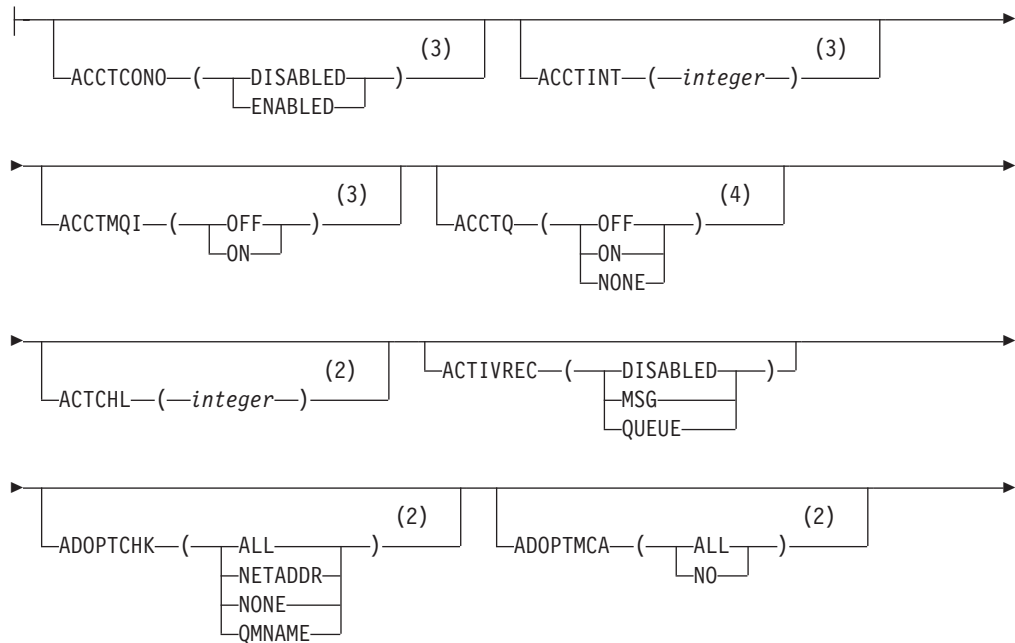 (3) (3)
ACCTCONO ( DISABLED ) ACCTINT ( integer )
ENABLED
(3) (4)
ACCTMQI ( OFF ) ACCTQ ( OFF )
ON ON
NONE
(2)
ACTCHL ( integer ) ACTIVREC ( DISABLED )
MSG
QUEUE
(2) (2)
ADOPTCHK ( ALL ) ADOPTMCA ( ALL )
NETADDR NO
NONE
QMNAME